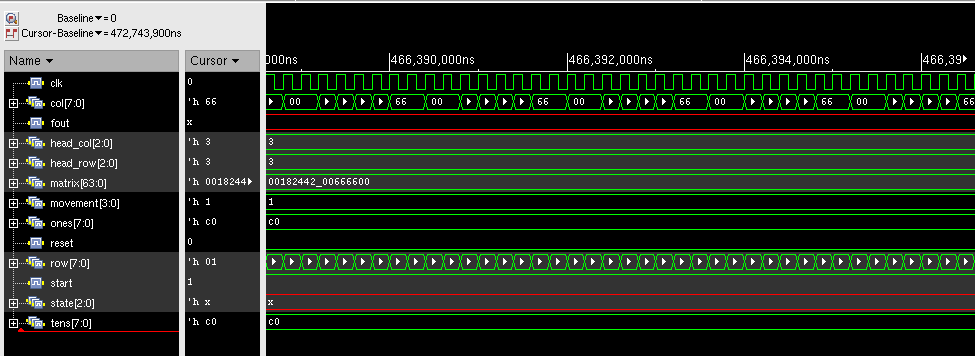 Baseline = 0
Cursor-Baseline = 472,743,900ns
Name Cursor 000ns 466,390,000ns 466,392,000ns 466,394,000ns 466,39
clk 0
col[7:0] 'h 66 00 66 00 66 00 66 00 66 00 66
fout x
head_col[2:0] 'h 3 3
head_row[2:0] 'h 3 3
matrix[63:0] 'h 0018244 00182442_00666600
movement[3:0] 'h 1 1
ones[7:0] 'h c0 c0
reset 0
row[7:0] 'h 01
start 1
state[2:0] 'h x x
tens[7:0] 'h c0 c0